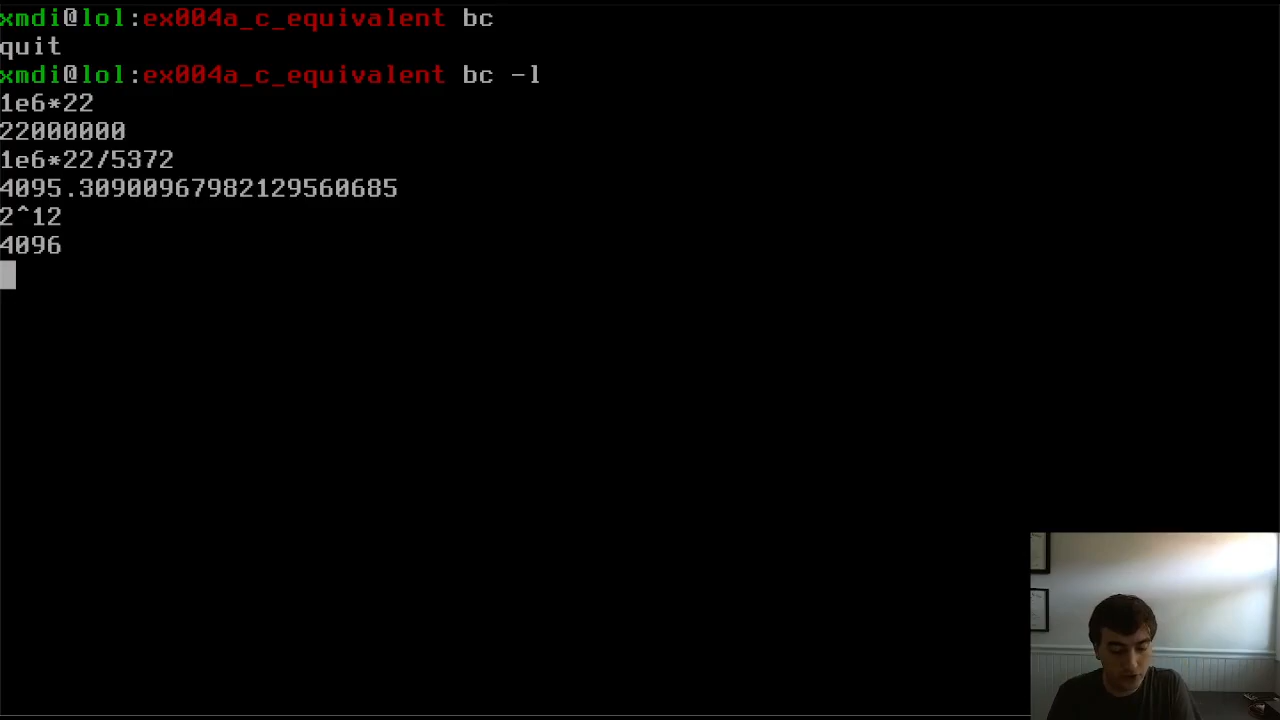 xmdi@lol:ex004a_c_equivalent bc
quit
xmdi@lol:ex004a_c_equivalent bc -l
1e6*22
22000000
1e6*22/5372
4095.30900967982129560685
2^12
4096